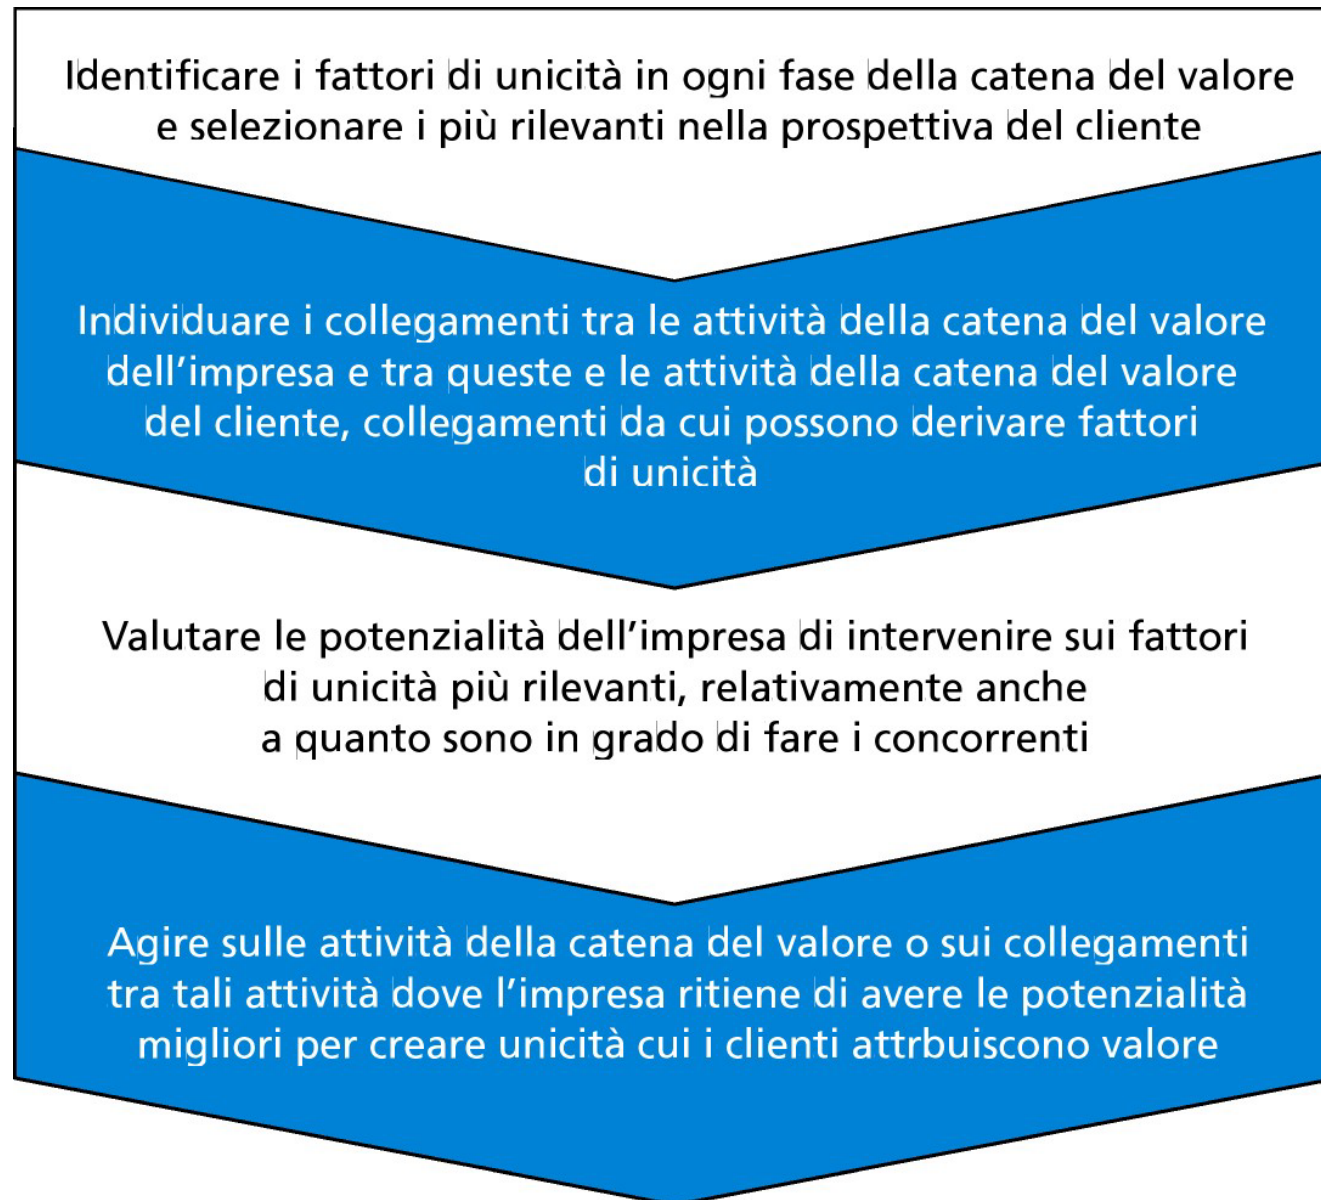 Identificare i fattori di unicità in ogni fase della catena del valore
e selezionare i più rilevanti nella prospettiva del cliente
Individuare i collegamenti tra le attività della catena del valore
dell’impresa e tra queste e le attività della catena del valore
del cliente, collegamenti da cui possono derivare fattori
di unicità
Valutare le potenzialità dell’impresa di intervenire sui fattori
di unicità più rilevanti, relativamente anche
a quanto sono in grado di fare i concorrenti
Agire sulle attività della catena del valore o sui collegamenti
tra tali attività dove l’impresa ritiene di avere le potenzialità
migliori per creare unicità cui i clienti attrbuiscono valore